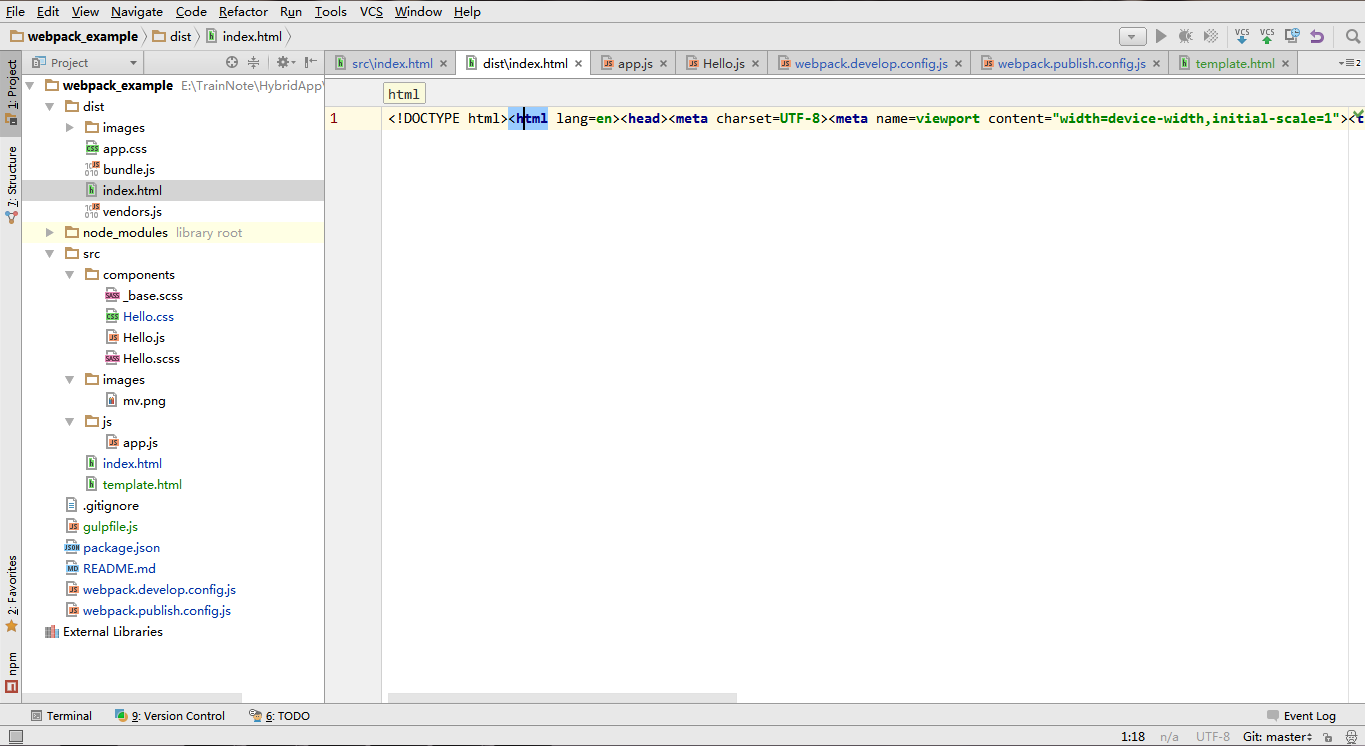 File Edit View Navigate Code Refactor Run Tools VCS Window Help
webpack_example dist index.html
VCS VCS
Project
src\index.html dist\index.html app.js Hello.js webpack.develop.config.js webpack.publish.config.js template.html 2
1: Project
7: Structure
2: Favorites
npm
webpack_example E:\TrainNote\HybridApp\
dist
images
app.css
bundle.js
index.html
vendors.js
node_modules library root
src
components
_base.scss
Hello.css
Hello.js
Hello.scss
images
mv.png
js
app.js
index.html
template.html
.gitignore
gulpfile.js
package.json
README.md
webpack.develop.config.js
webpack.publish.config.js
External Libraries
html
1 <!DOCTYPE html><html lang=en><head><meta charset=UTF-8><meta name=viewport content="width=device-width,initial-scale=1"><t
Terminal 9: Version Control 6: TODO Event Log
1:18 n/a UTF-8 Git: master